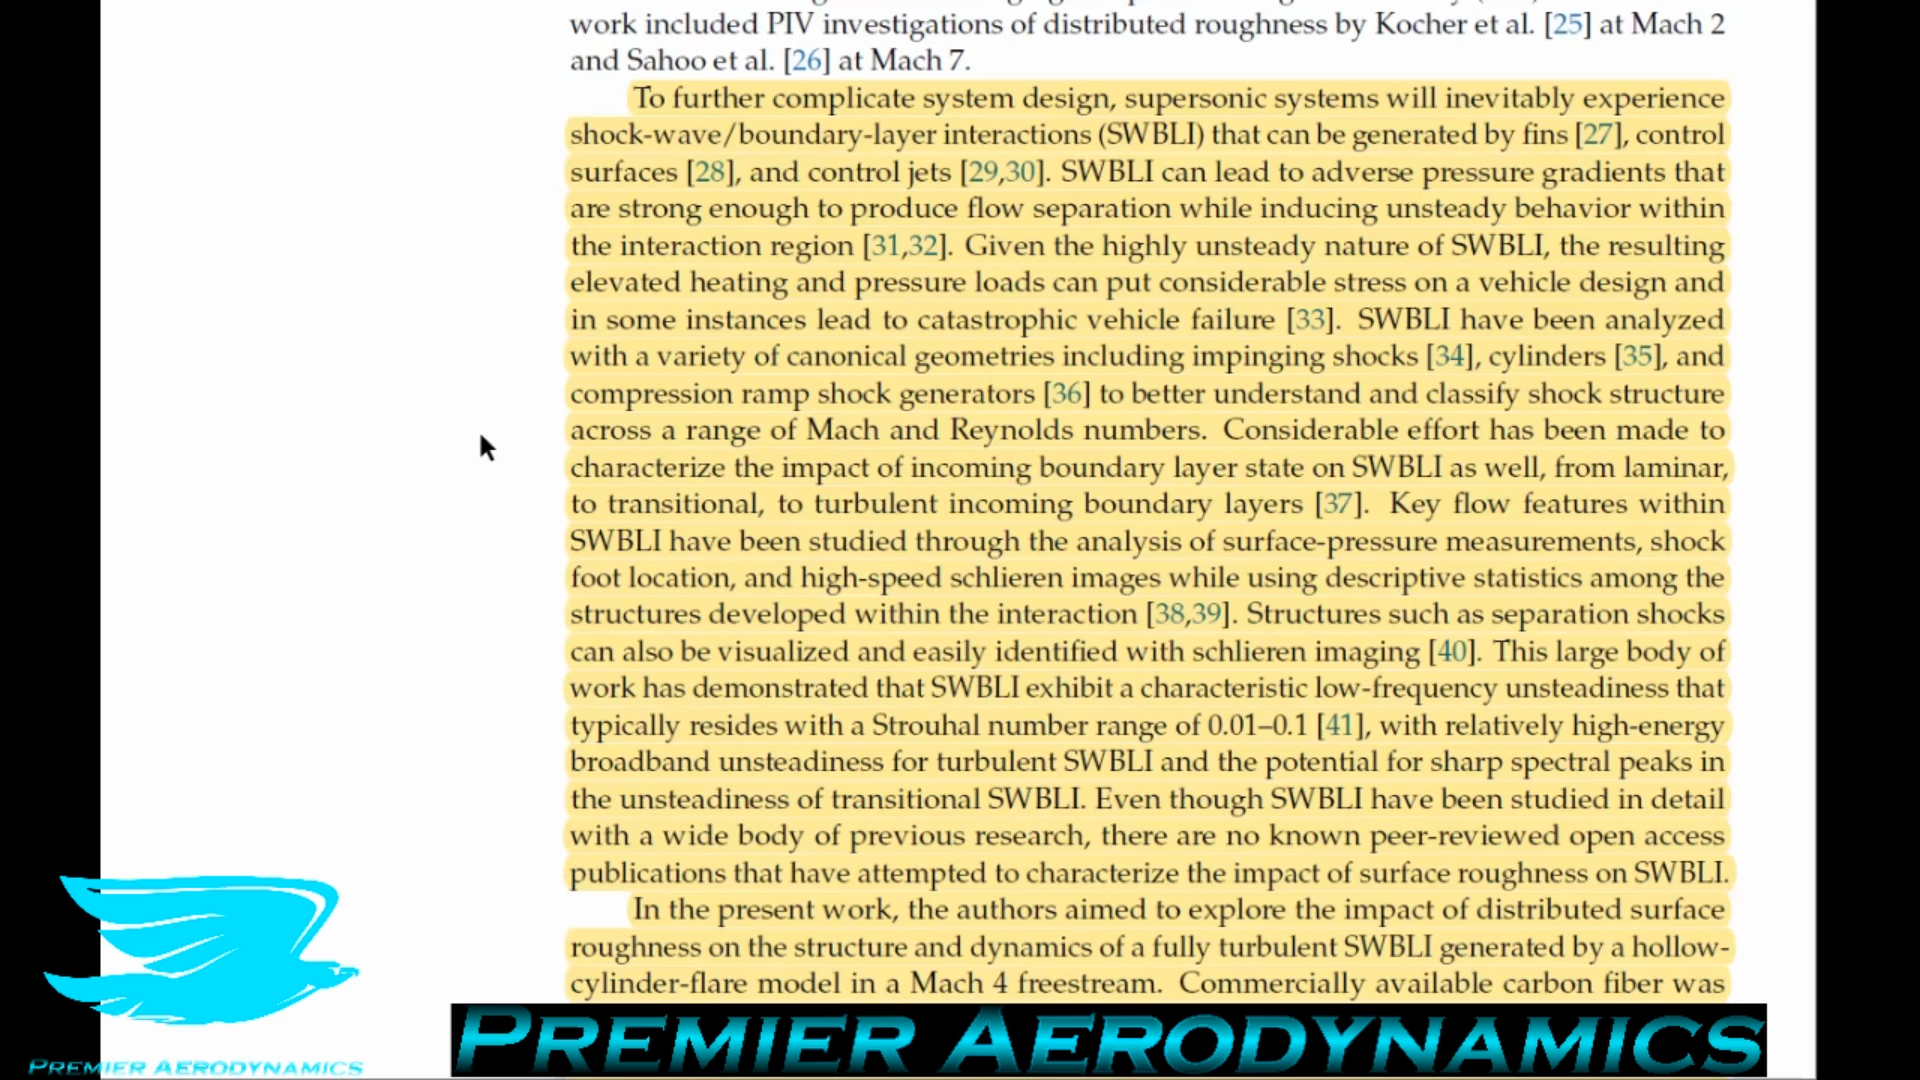 work included PIV investigations of distributed roughness by Kocher et al. [25] at Mach 2
and Sahoo et al. [26] at Mach 7.
To further complicate system design, supersonic systems will inevitably experience
shock-wave/boundary-layer interactions (SWBLI) that can be generated by fins [27], control
surfaces [28], and control jets [29,30]. SWBLI can lead to adverse pressure gradients that
are strong enough to produce flow separation while inducing unsteady behavior within
the interaction region [31,32]. Given the highly unsteady nature of SWBLI, the resulting
elevated heating and pressure loads can put considerable stress on a vehicle design and
in some instances lead to catastrophic vehicle failure [33]. SWBLI have been analyzed
with a variety of canonical geometries including impinging shocks [34], cylinders [35], and
compression ramp shock generators [36] to better understand and classify shock structure
across a range of Mach and Reynolds numbers. Considerable effort has been made to
characterize the impact of incoming boundary layer state on SWBLI as well, from laminar,
to transitional, to turbulent incoming boundary layers [37]. Key flow features within
SWBLI have been studied through the analysis of surface-pressure measurements, shock
foot location, and high-speed schlieren images while using descriptive statistics among the
structures developed within the interaction [38,39]. Structures such as separation shocks
can also be visualized and easily identified with schlieren imaging [40]. This large body of
work has demonstrated that SWBLI exhibit a characteristic low-frequency unsteadiness that
typically resides with a Strouhal number range of 0.01–0.1 [41], with relatively high-energy
broadband unsteadiness for turbulent SWBLI and the potential for sharp spectral peaks in
the unsteadiness of transitional SWBLI. Even though SWBLI have been studied in detail
with a wide body of previous research, there are no known peer-reviewed open access
publications that have attempted to characterize the impact of surface roughness on SWBLI.
In the present work, the authors aimed to explore the impact of distributed surface
roughness on the structure and dynamics of a fully turbulent SWBLI generated by a hollow-
cylinder-flare model in a Mach 4 freestream. Commercially available carbon fiber was
PREMIER AERODYNAMICS
PREMIER AERODYNAMICS